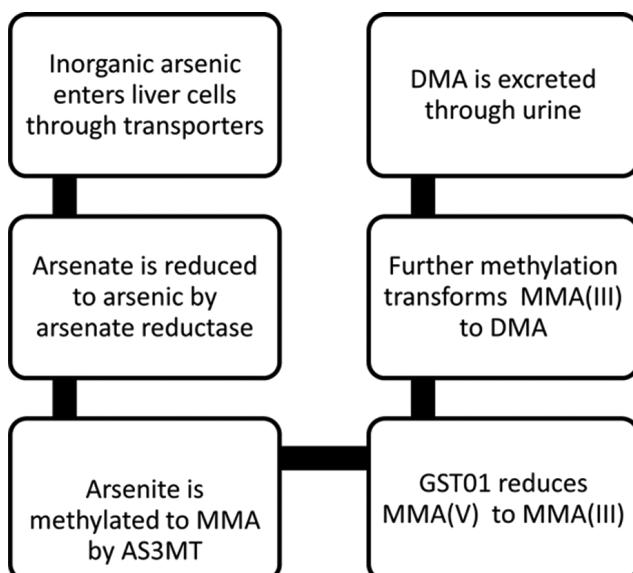 Inorganic arsenic
enters liver cells
through transporters
Arsenate is reduced
to arsenic by
arsenate reductase
Arsenite is
methylated to MMA
by AS3MT
GST01 reduces
MMA(V) to MMA(III)
Further methylation
transforms MMA(III)
to DMA
DMA is excreted
through urine